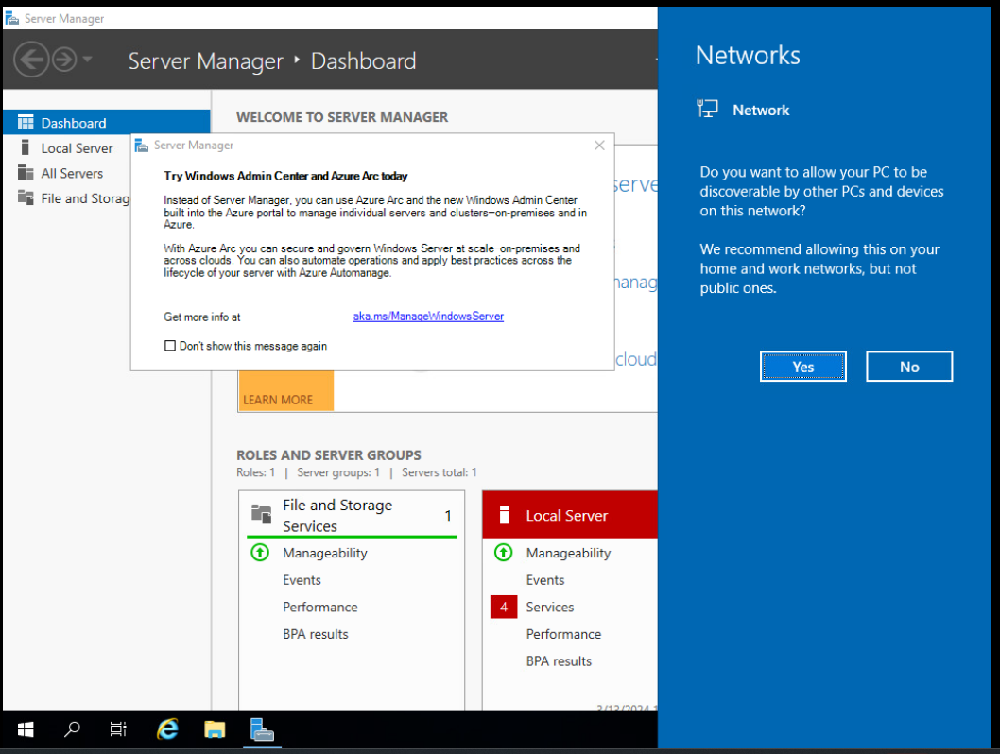 Server Manager
Server Manager ‣ Dashboard
Dashboard
Local Server
All Servers
File and Storag
WELCOME TO SERVER MANAGER
Server Manager
Try Windows Admin Center and Azure Arc today
Instead of Server Manager, you can use Azure Arc and the new Windows Admin Center
built into the Azure portal to manage individual servers and clusters–on-premises and in
Azure.
With Azure Arc you can secure and govern Windows Server at scale–on-premises and
across clouds. You can also automate operations and apply best practices across the
lifecycle of your server with Azure Automanage.
Get more info at aka.ms/ManageWindowsServer
Don't show this message again
serve
manag
cloud
LEARN MORE
ROLES AND SERVER GROUPS
Roles: 1 | Server groups: 1 | Servers total: 1
File and Storage
Services
1
Manageability
Events
Performance
BPA results
Local Server
Manageability
Events
4 Services
Performance
BPA results
Networks
Network
Do you want to allow your PC to be
discoverable by other PCs and devices
on this network?
We recommend allowing this on your
home and work networks, but not
public ones.
Yes
No